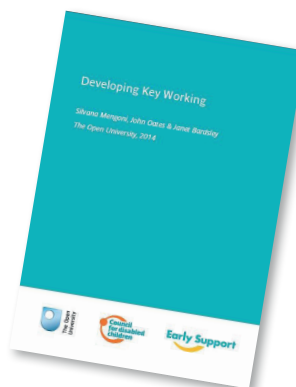 Developing Key Working
Silvana Mengoni, John Oates & Janet Bardsley
The Open University, 2014
The Open
University
Council
for disabled
children
Early Support